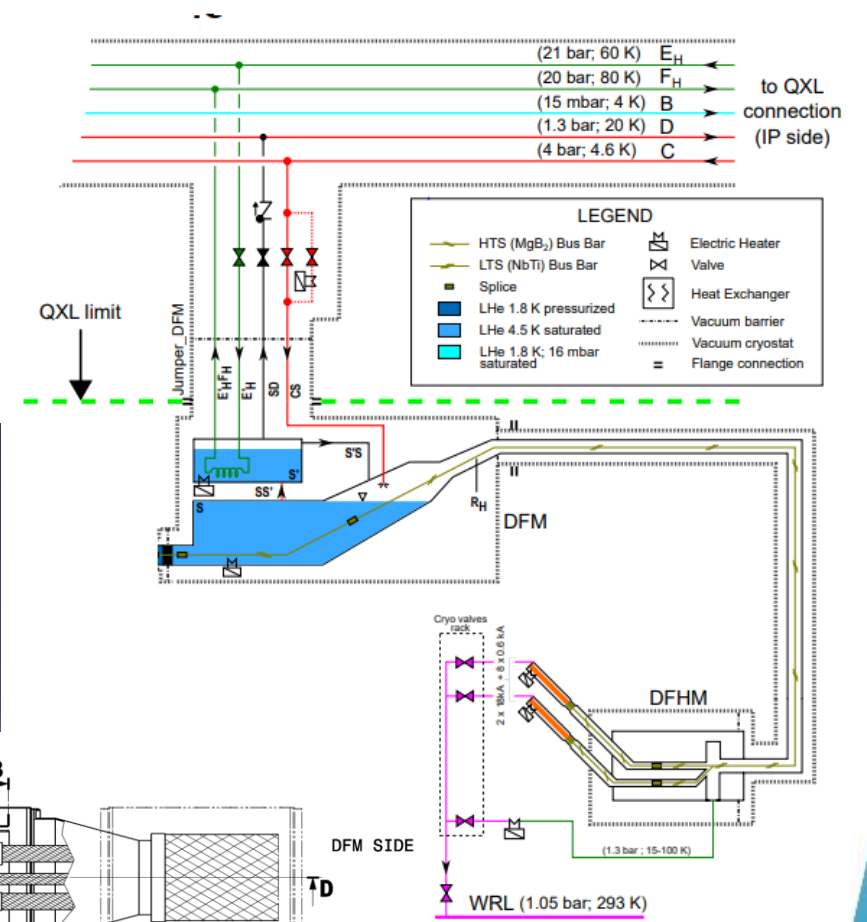 (21 bar; 60 K) E_H
(20 bar; 80 K) F_H
(15 mbar; 4 K) B
(1.3 bar; 20 K) D
(4 bar; 4.6 K) C
to QXL
connection
(IP side)
LEGEND
HTS (MgB₂) Bus Bar
LTS (NbTi) Bus Bar
Splice
LHe 1.8 K pressurized
LHe 4.5 K saturated
LHe 1.8 K; 16 mbar
saturated
Electric Heater
Valve
Heat Exchanger
Vacuum barrier
Vacuum cryostat
Flange connection
QXL limit
Jumper_DFM
E'_H F_H
E'_H
SD
CS
S'S
S'
SS'
S
R_H
DFM
Cryo valves
rack
2 x 18kA + 8 x 0.6 kA
DFHM
(1.3 bar ; 15-100 K)
WRL (1.05 bar; 293 K)
DFM SIDE
D